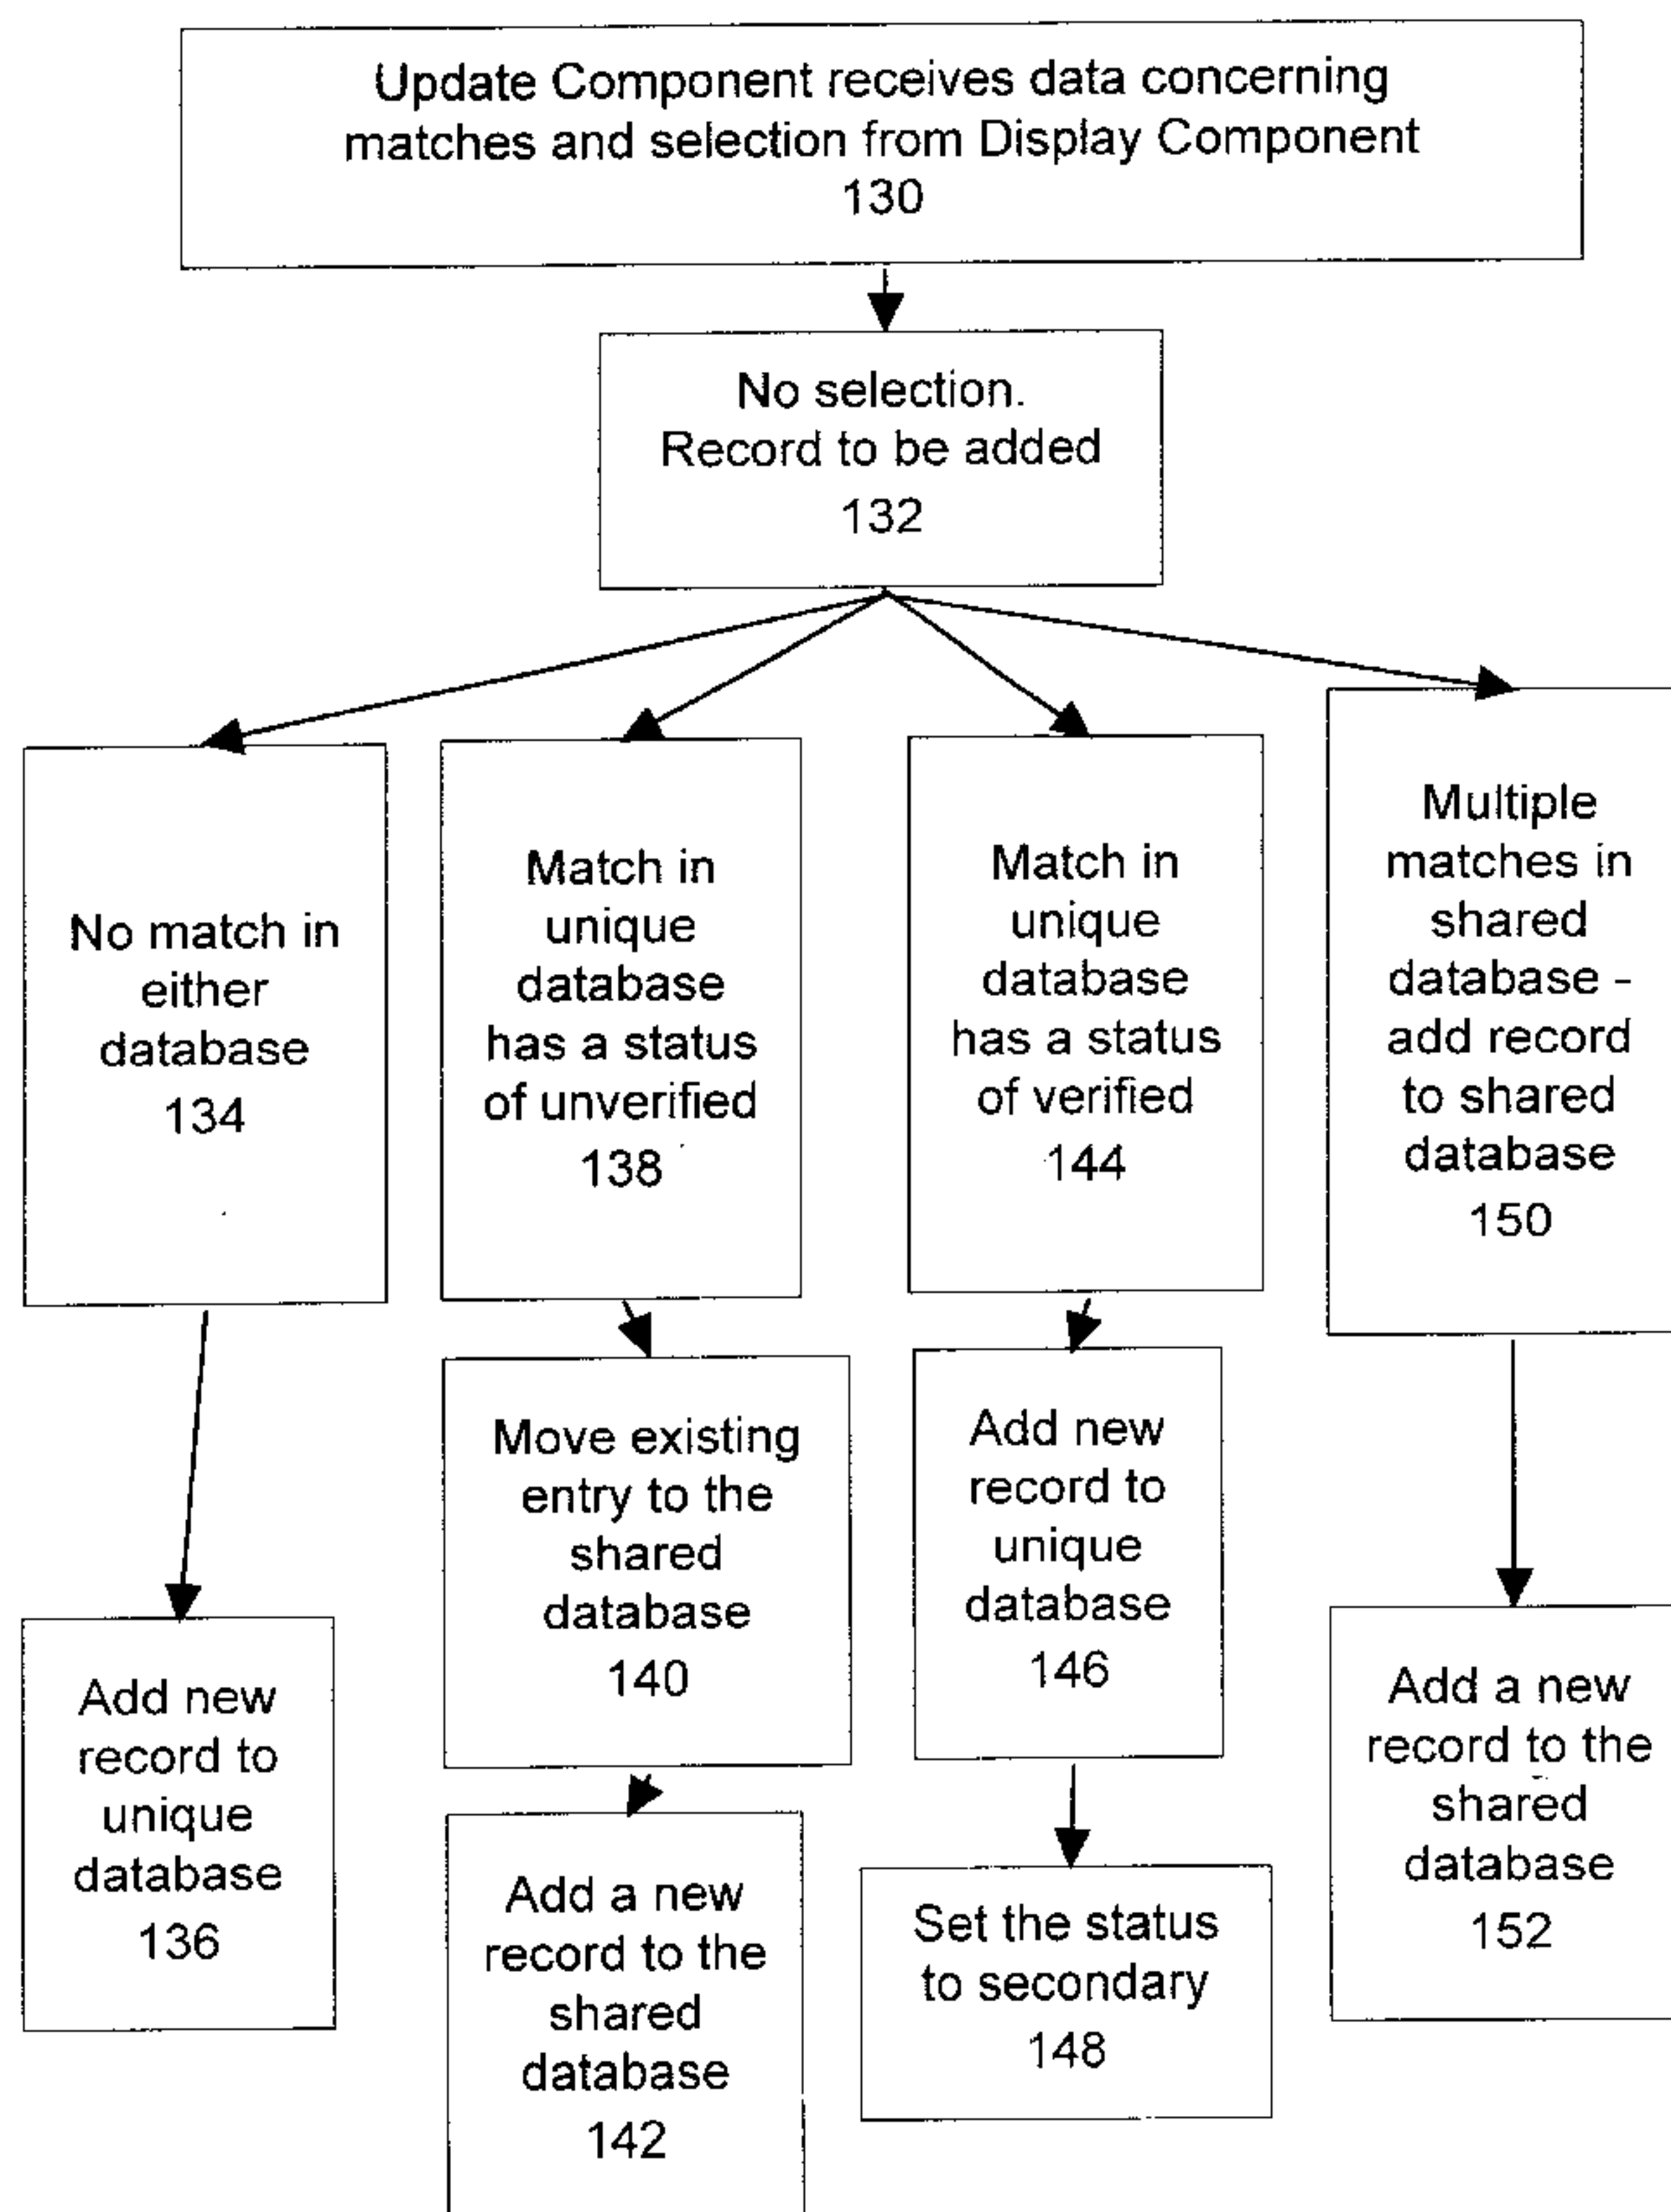 Update Component receives data concerning
matches and selection from Display Component
130
No selection.
Record to be added
132
No match in
either
database
134
Match in
unique
database
has a status
of unverified
138
Match in
unique
database
has a status
of verified
144
Multiple
matches in
shared
database -
add record
to shared
database
150
Add new
record to
unique
database
136
Move existing
entry to the
shared
database
140
Add a new
record to the
shared
database
142
Add new
record to
unique
database
146
Set the status
to secondary
148
Add a new
record to the
shared
database
152